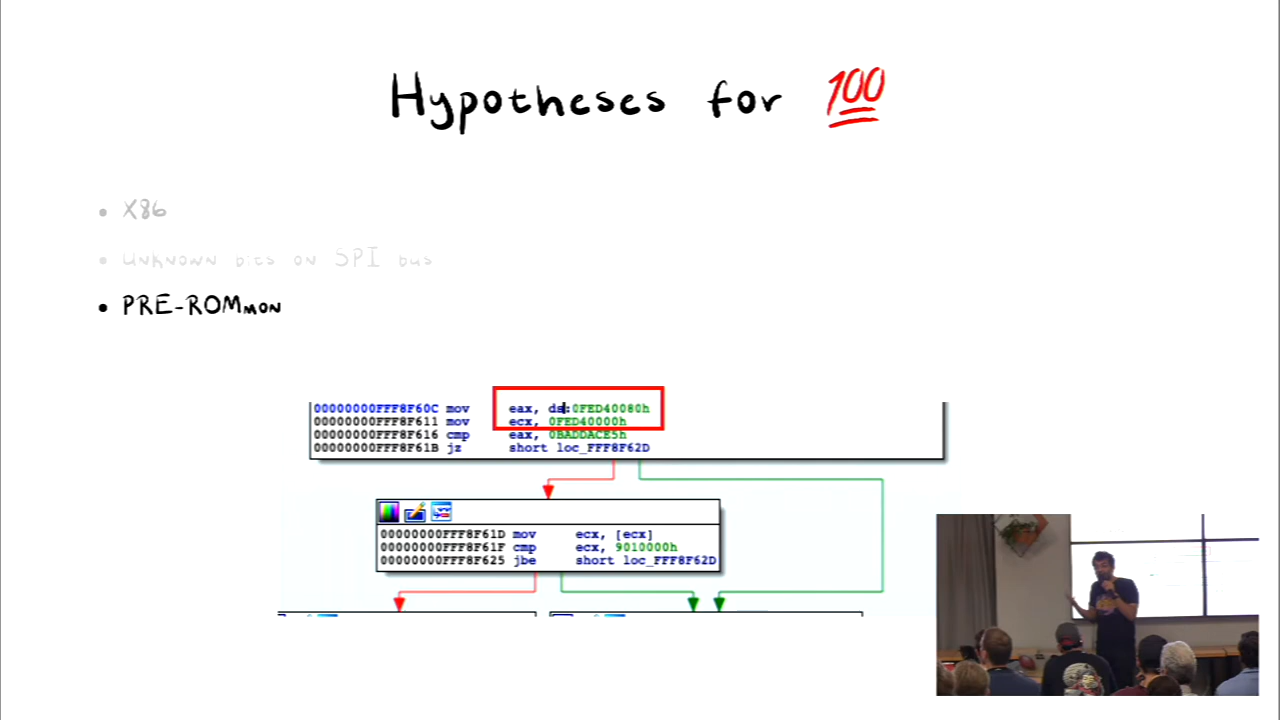 Hypotheses for 💯
• X86
• Unknown bits on SPI bus
• PRE-ROMMON
00000000FFF8F60C mov eax, ds:0FED40080h
00000000FFF8F611 mov ecx, 0FED40000h
00000000FFF8F616 cmp eax, 0BADDACE5h
00000000FFF8F61B jz short loc_FFF8F62D
00000000FFF8F61D mov ecx, [ecx]
00000000FFF8F61F cmp ecx, 9010000h
00000000FFF8F625 jbe short loc_FFF8F62D